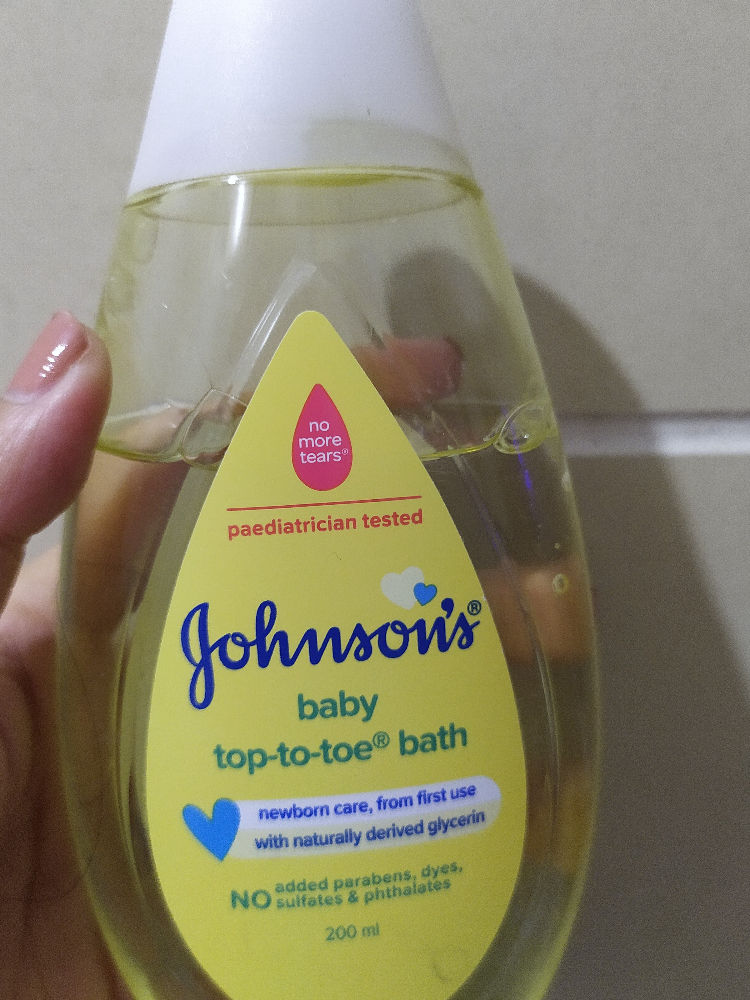 no
more
tears®
paediatrician tested
Johnson's®
baby
top-to-toe® bath
newborn care, from first use
with naturally derived glycerin
NO added parabens, dyes,
sulfates & phthalates
200 ml